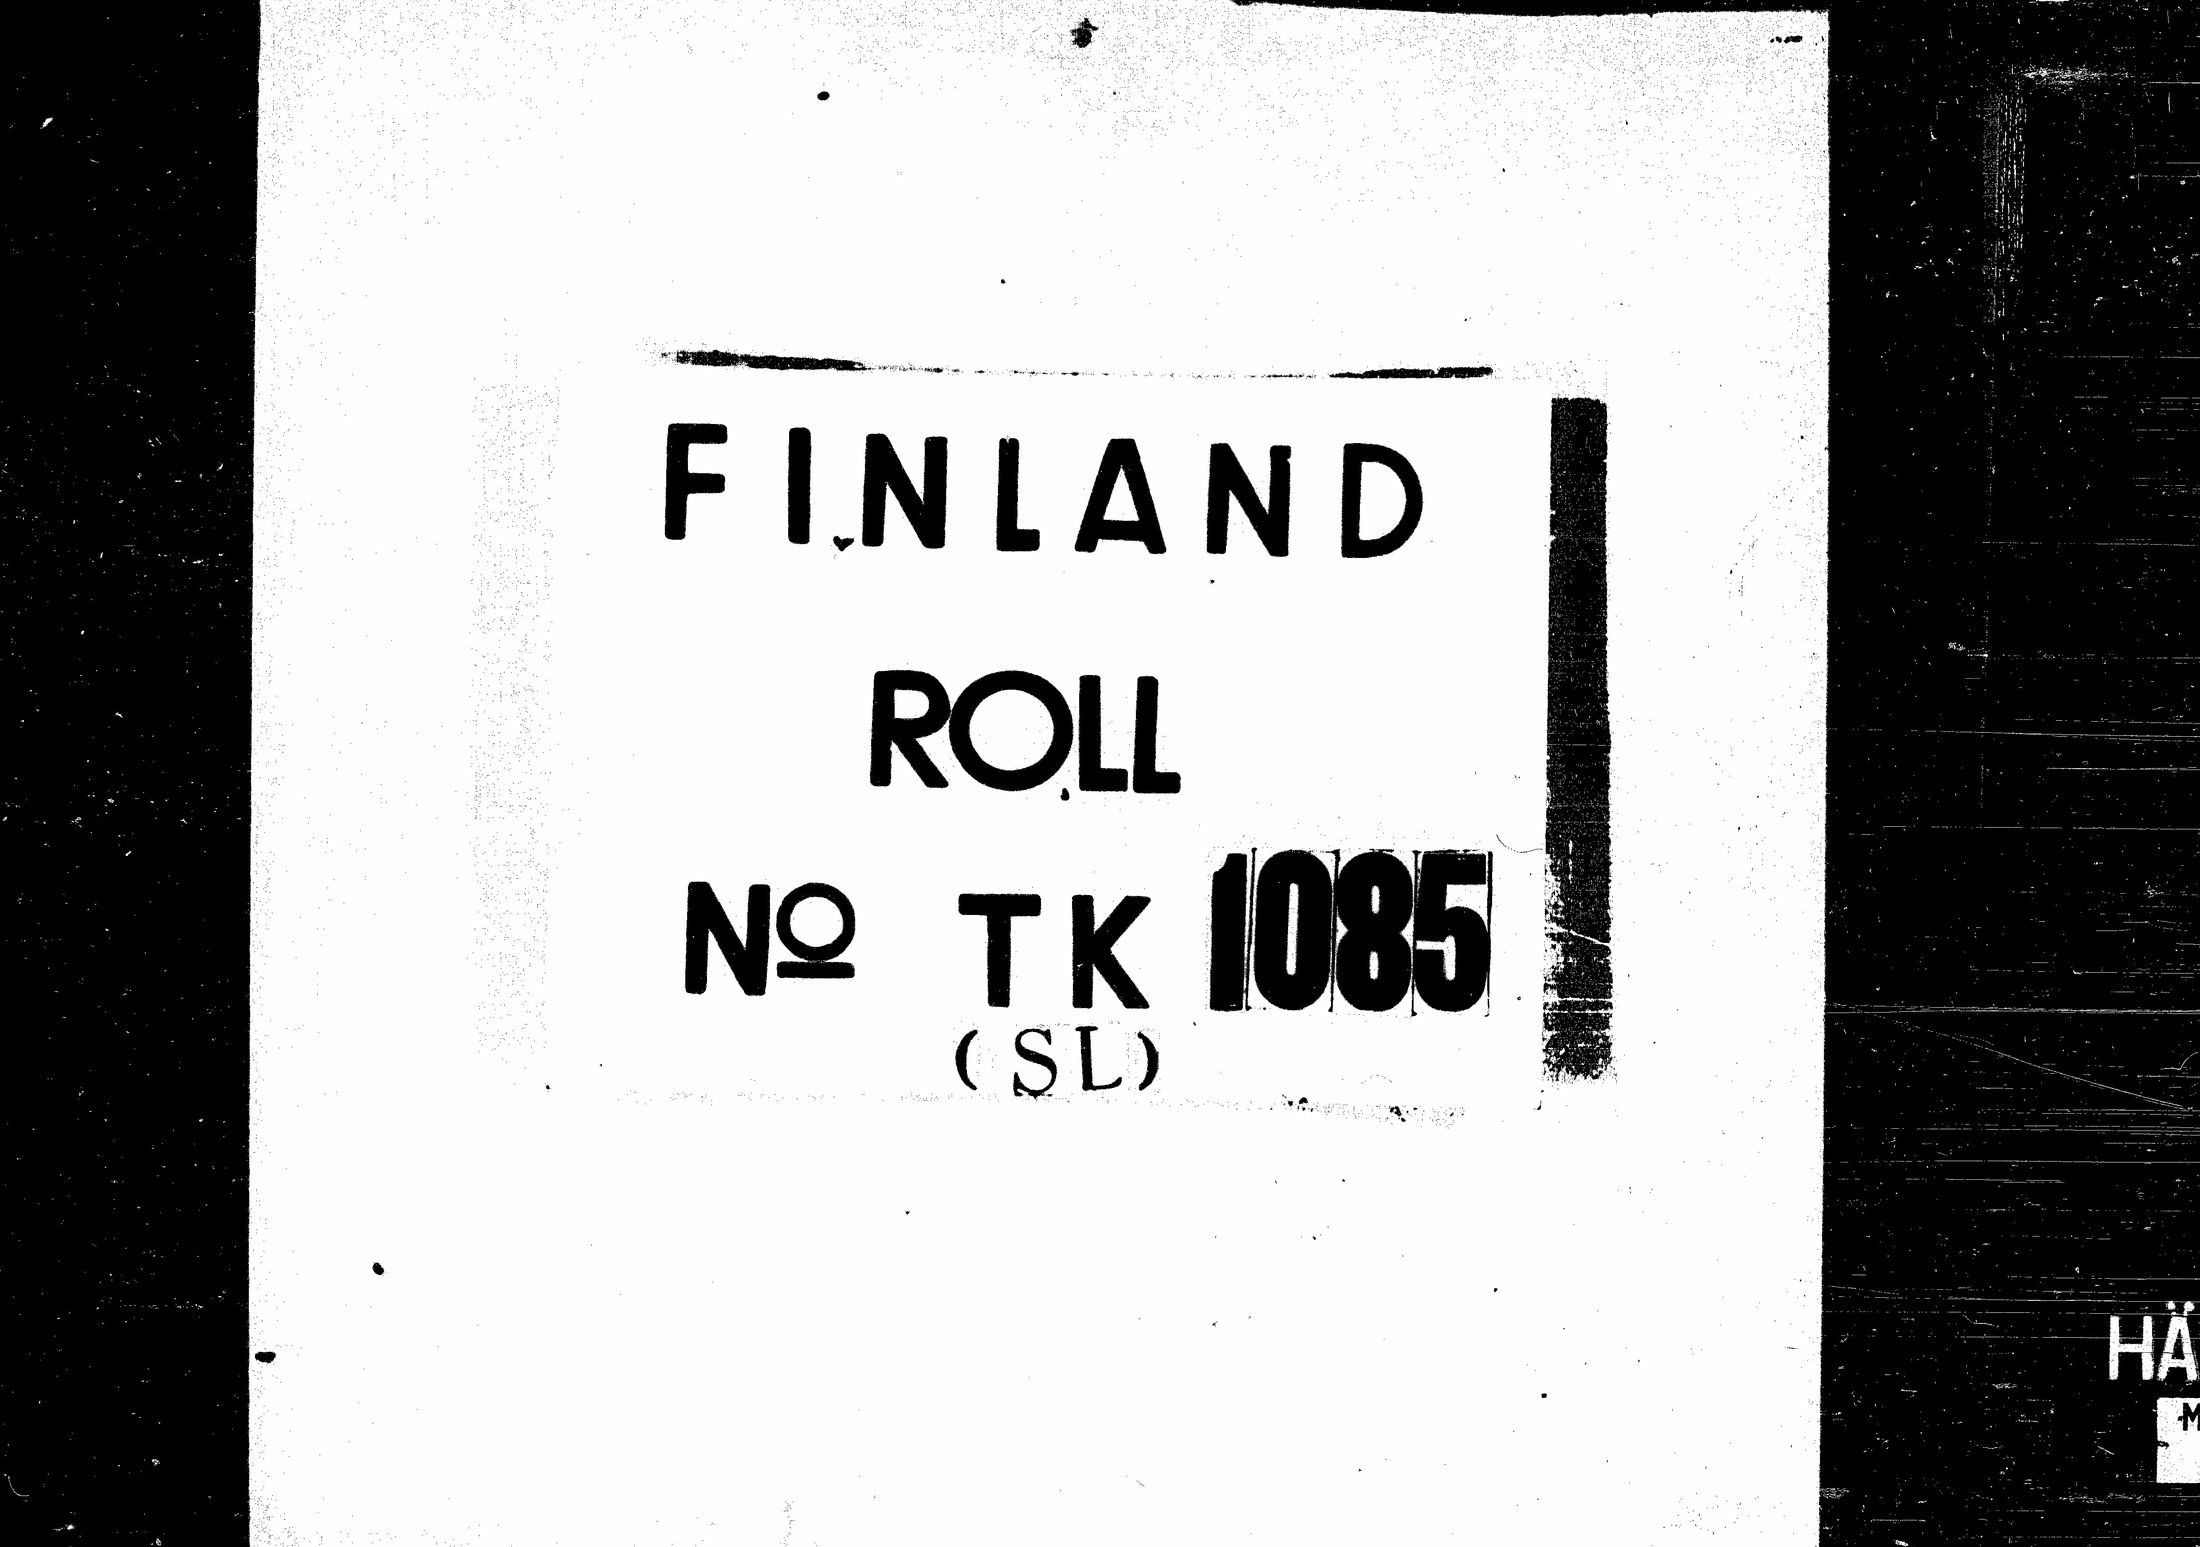 FINLAND
ROLL
Nº TK 1085
(SL)
HÄ
M